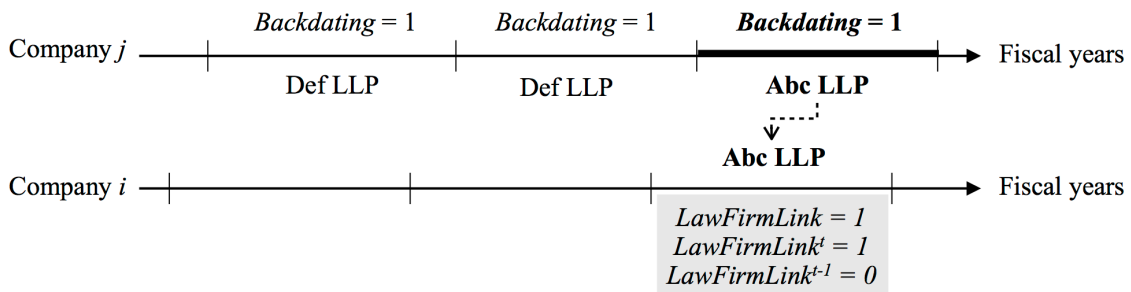 Backdating = 1 Backdating = 1 Backdating = 1
Company j Fiscal years
Def LLP Def LLP Abc LLP
Abc LLP
Company i Fiscal years
LawFirmLink = 1
LawFirmLinkᵗ = 1
LawFirmLinkᵗ⁻¹ = 0